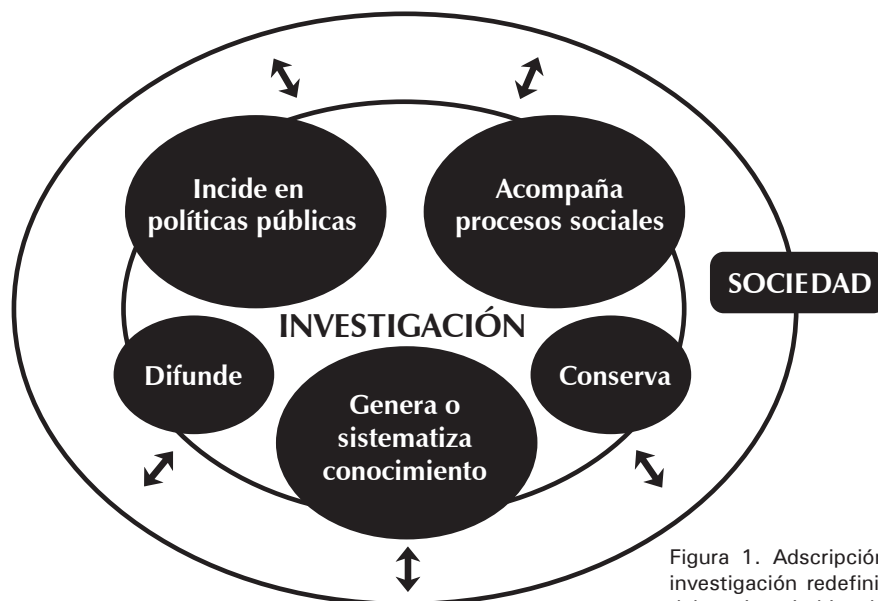 Incide en
políticas públicas
Acompaña
procesos sociales
SOCIEDAD
INVESTIGACIÓN
Difunde
Conserva
Genera o
sistematiza
conocimiento
Figura 1. Adscripción
investigación redefini